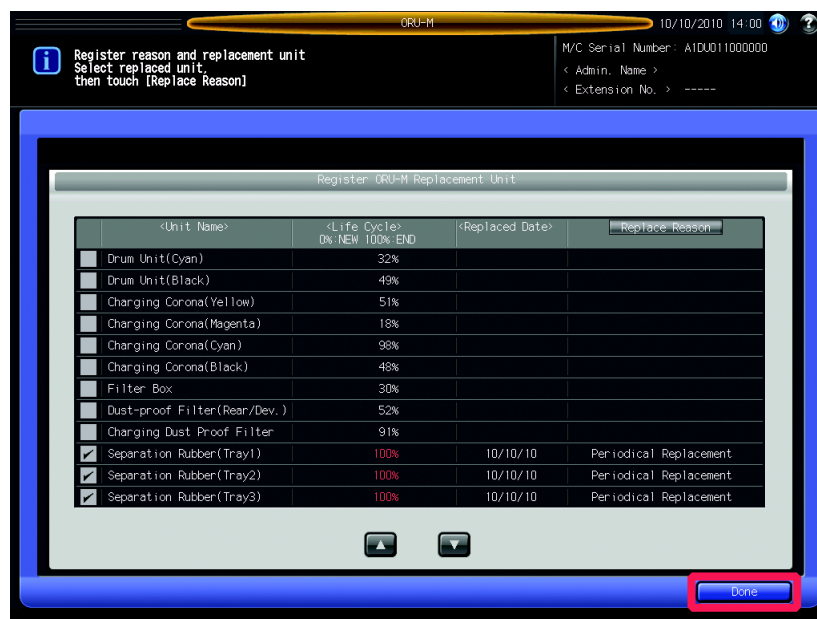 ORU-M
10/10/2010 14:00
Register reason and replacement unit
Select replaced unit,
then touch [Replace Reason]
M/C Serial Number: A1DU011000000
< Admin. Name >
< Extension No. > -----
Register ORU-M Replacement Unit
<Unit Name> <Life Cycle> <Replaced Date> Replace Reason
0%:NEW 100%:END
Drum Unit(Cyan) 32%
Drum Unit(Black) 49%
Charging Corona(Yellow) 51%
Charging Corona(Magenta) 18%
Charging Corona(Cyan) 98%
Charging Corona(Black) 48%
Filter Box 30%
Dust-proof Filter(Rear/Dev.) 52%
Charging Dust Proof Filter 91%
Separation Rubber(Tray1) 100% 10/10/10 Periodical Replacement
Separation Rubber(Tray2) 100% 10/10/10 Periodical Replacement
Separation Rubber(Tray3) 100% 10/10/10 Periodical Replacement
Done